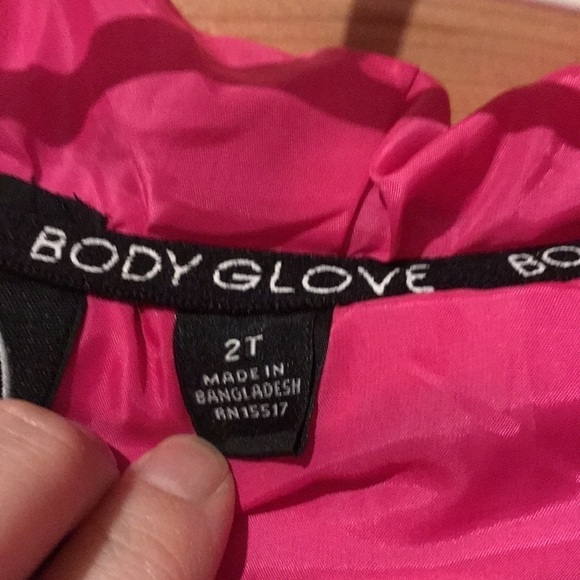 BODY GLOVE BO
2T
MADE IN
BANGLADESH
RN15517